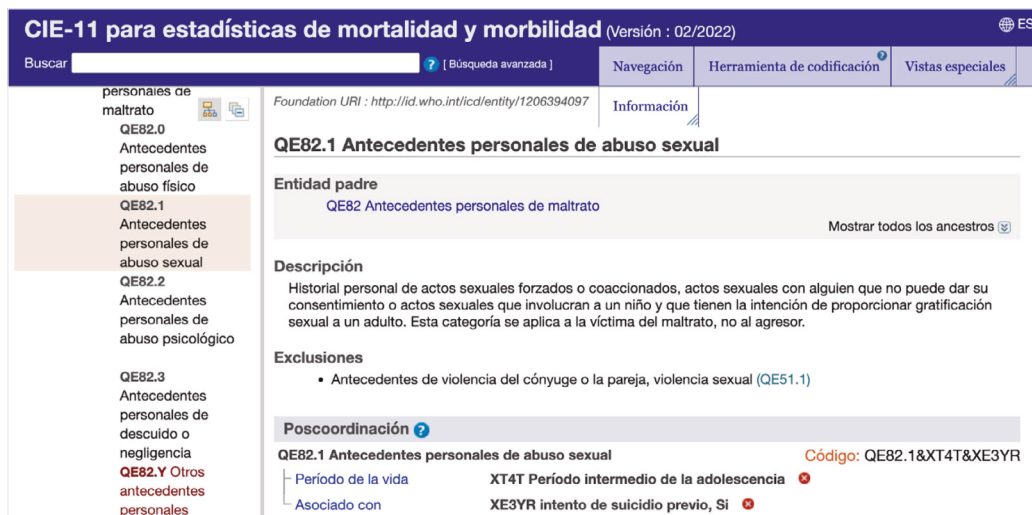 CIE-11 para estadísticas de mortalidad y morbilidad (Versión : 02/2022)
ES
Buscar
? [ Búsqueda avanzada ]
Navegación
Herramienta de codificación ?
Vistas especiales
Información
personales de
maltrato
QE82.0
Antecedentes
personales de
abuso físico
QE82.1
Antecedentes
personales de
abuso sexual
QE82.2
Antecedentes
personales de
abuso psicológico
QE82.3
Antecedentes
personales de
descuido o
negligencia
QE82.Y Otros
antecedentes
personales
Foundation URI : http://id.who.int/icd/entity/1206394097
QE82.1 Antecedentes personales de abuso sexual
Entidad padre
QE82 Antecedentes personales de maltrato
Mostrar todos los ancestros
Descripción
Historial personal de actos sexuales forzados o coaccionados, actos sexuales con alguien que no puede dar su
consentimiento o actos sexuales que involucran a un niño y que tienen la intención de proporcionar gratificación
sexual a un adulto. Esta categoría se aplica a la víctima del maltrato, no al agresor.
Exclusiones
• Antecedentes de violencia del cónyuge o la pareja, violencia sexual (QE51.1)
Poscoordinación ?
QE82.1 Antecedentes personales de abuso sexual Código: QE82.1&XT4T&XE3YR
Período de la vida XT4T Período intermedio de la adolescencia
Asociado con XE3YR intento de suicidio previo, Si